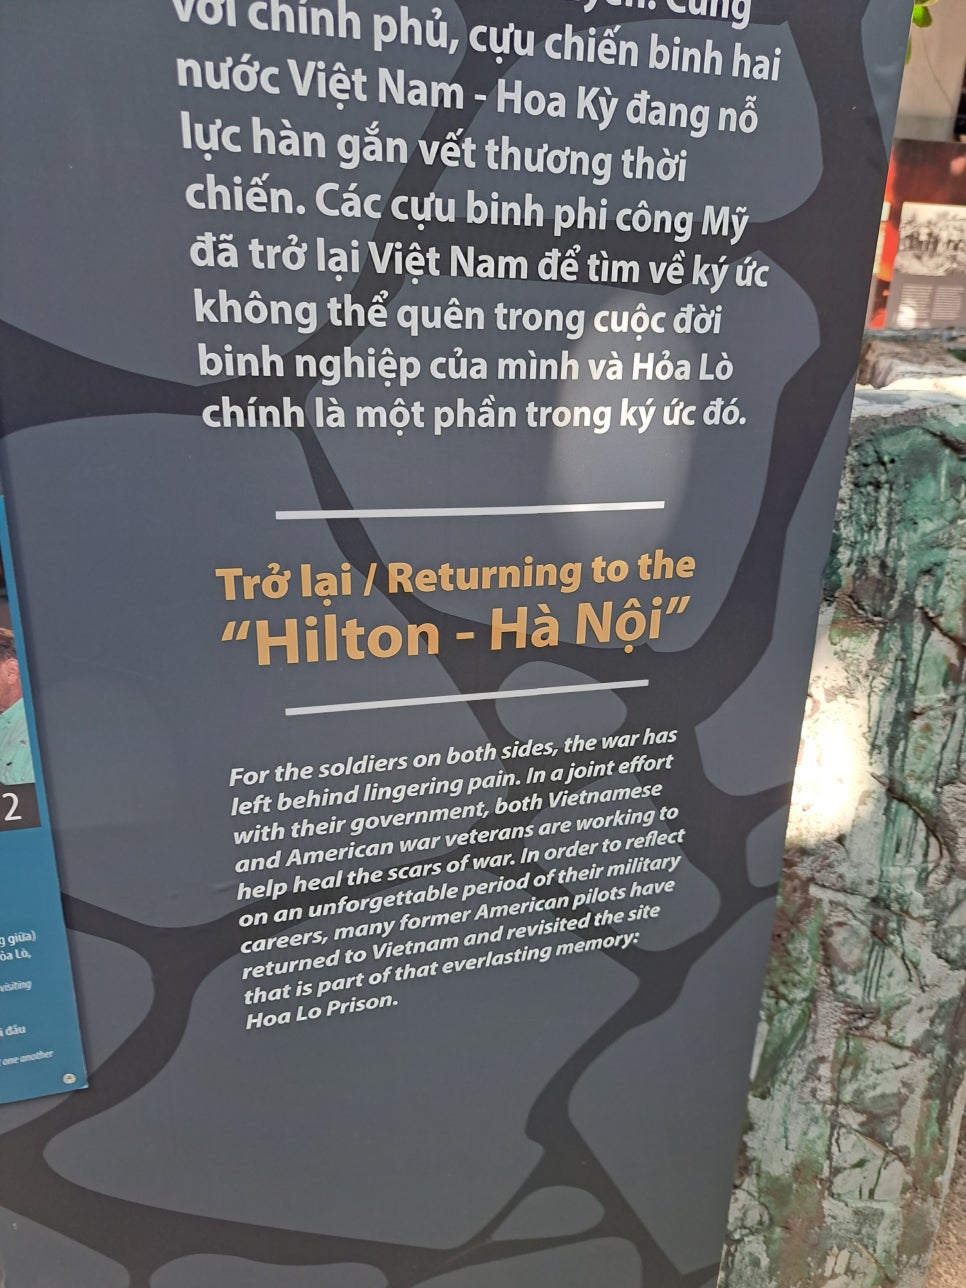 với chính phủ, cựu chiến binh hai
nước Việt Nam - Hoa Kỳ đang nỗ
lực hàn gắn vết thương thời
chiến. Các cựu binh phi công Mỹ
đã trở lại Việt Nam để tìm về ký ức
không thể quên trong cuộc đời
binh nghiệp của mình và Hỏa Lò
chính là một phần trong ký ức đó.
Trở lại / Returning to the
“Hilton - Hà Nội”
For the soldiers on both sides, the war has
left behind lingering pain. In a joint effort
with their government, both Vietnamese
and American war veterans are working to
help heal the scars of war. In order to reflect
on an unforgettable period of their military
careers, many former American pilots have
returned to Vietnam and revisited the site
that is part of that everlasting memory:
Hoa Lo Prison.
2
giữa)
Lò,
visiting
đấu
one another